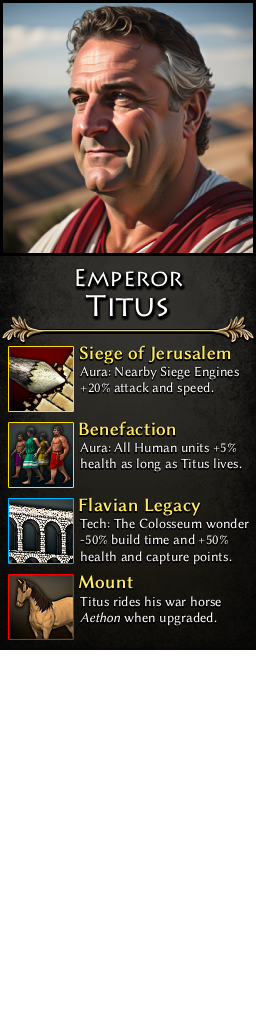 Emperor
Titus
Siege of Jerusalem
Aura: Nearby Siege Engines
+20% attack and speed.
Benefaction
Aura: All Human units +5%
health as long as Titus lives.
Flavian Legacy
Tech: The Colosseum wonder
-50% build time and +50%
health and capture points.
Mount
Titus rides his war horse
Aethon when upgraded.